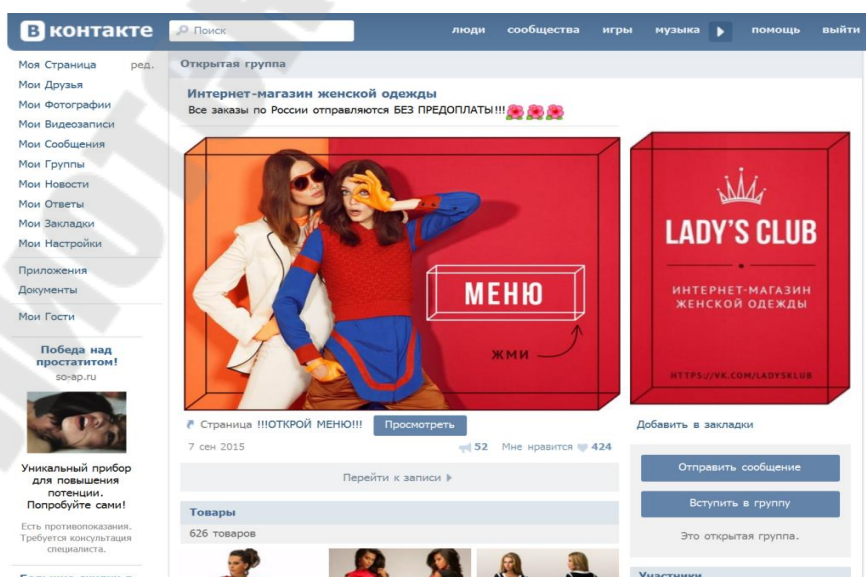 В контакте
Поиск
люди сообщества игры музыка помощь выйти
Моя Страница ред.
Мои Друзья
Мои Фотографии
Мои Видеозаписи
Мои Сообщения
Мои Группы
Мои Новости
Мои Ответы
Мои Закладки
Мои Настройки
Приложения
Документы
Мои Гости
Победа над
простатитом!
so-ap.ru
Уникальный прибор
для повышения
потенции.
Попробуйте сами!
Есть противопоказания.
Требуется консультация
специалиста.
Открытая группа
Интернет-магазин женской одежды
Все заказы по России отправляются БЕЗ ПРЕДОПЛАТЫ!!!
МЕНЮ
ЖМИ
Страница !!!ОТКРОЙ МЕНЮ!!! Просмотреть
7 сен 2015 52 Мне нравится 424
Перейти к записи
Товары
626 товаров
LADY'S CLUB
ИНТЕРНЕТ-МАГАЗИН
ЖЕНСКОЙ ОДЕЖДЫ
HTTPS://VK.COM/LADYSKLUB
Добавить в закладки
Отправить сообщение
Вступить в группу
Это открытая группа.
Участники